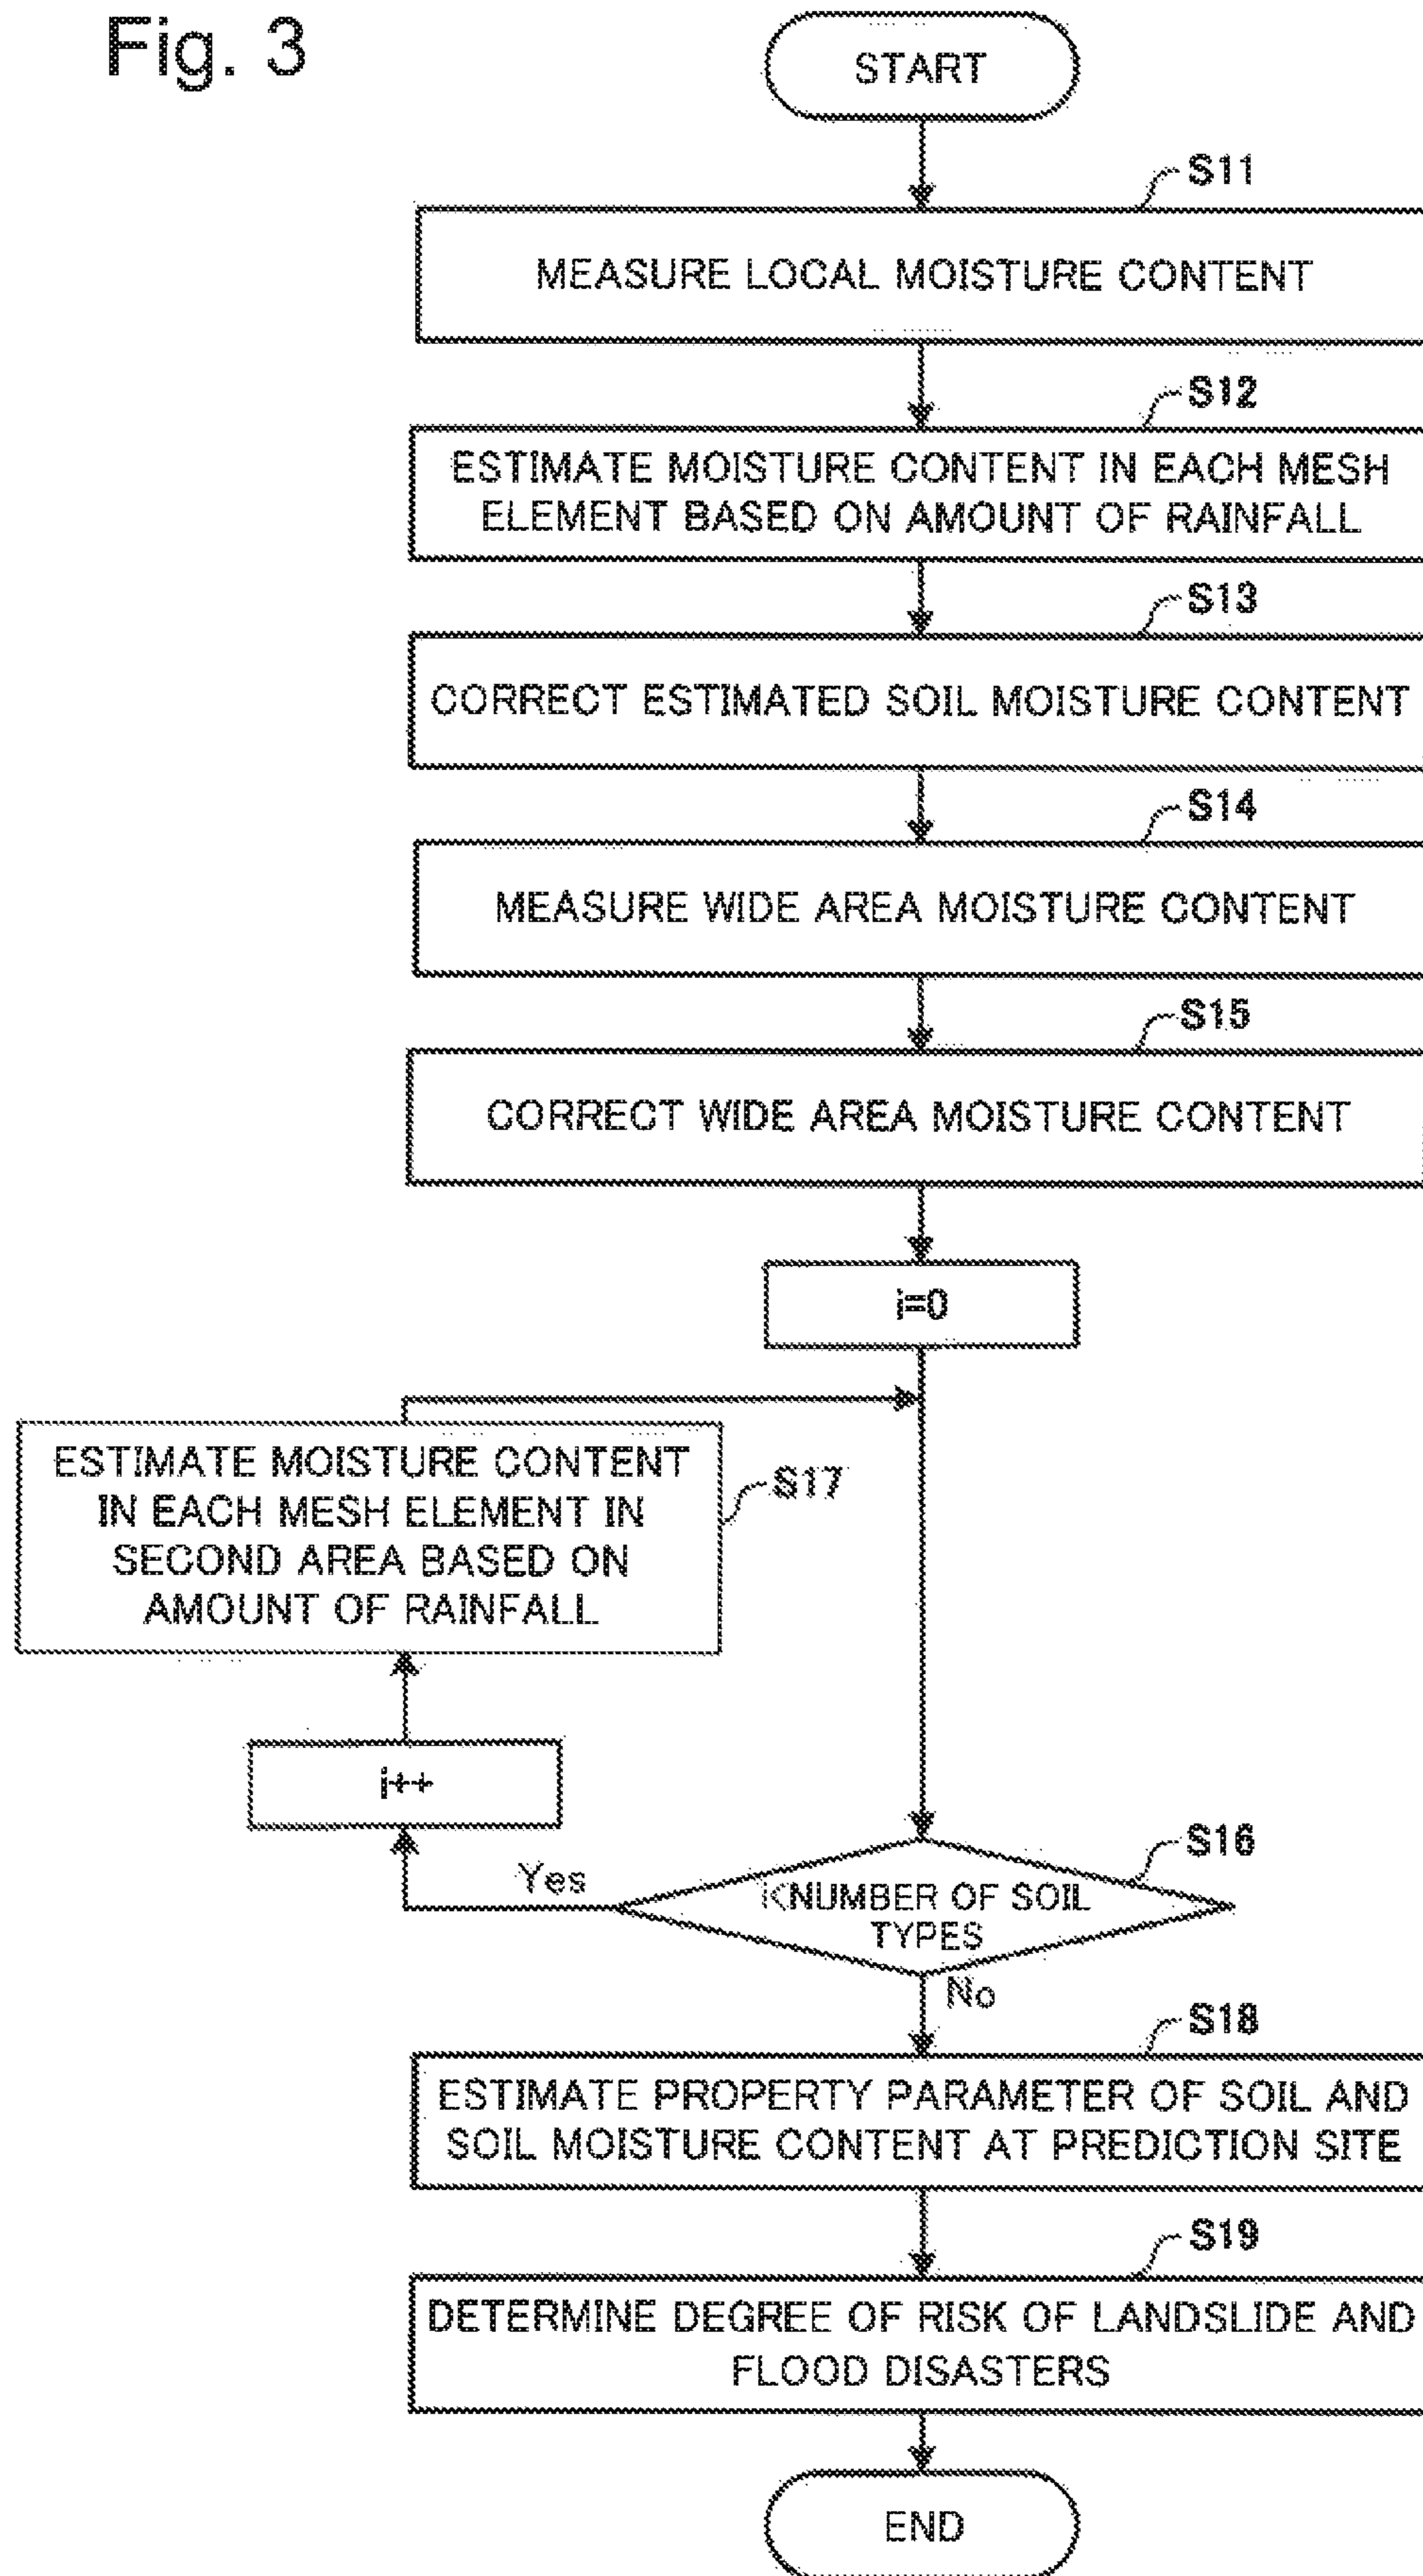 Fig. 3
START
S11
MEASURE LOCAL MOISTURE CONTENT
S12
ESTIMATE MOISTURE CONTENT IN EACH MESH
ELEMENT BASED ON AMOUNT OF RAINFALL
S13
CORRECT ESTIMATED SOIL MOISTURE CONTENT
S14
MEASURE WIDE AREA MOISTURE CONTENT
S15
CORRECT WIDE AREA MOISTURE CONTENT
i=0
ESTIMATE MOISTURE CONTENT
IN EACH MESH ELEMENT IN
SECOND AREA BASED ON
AMOUNT OF RAINFALL
S17
i++
S16
Yes
i<NUMBER OF SOIL
TYPES
No
S18
ESTIMATE PROPERTY PARAMETER OF SOIL AND
SOIL MOISTURE CONTENT AT PREDICTION SITE
S19
DETERMINE DEGREE OF RISK OF LANDSLIDE AND
FLOOD DISASTERS
END